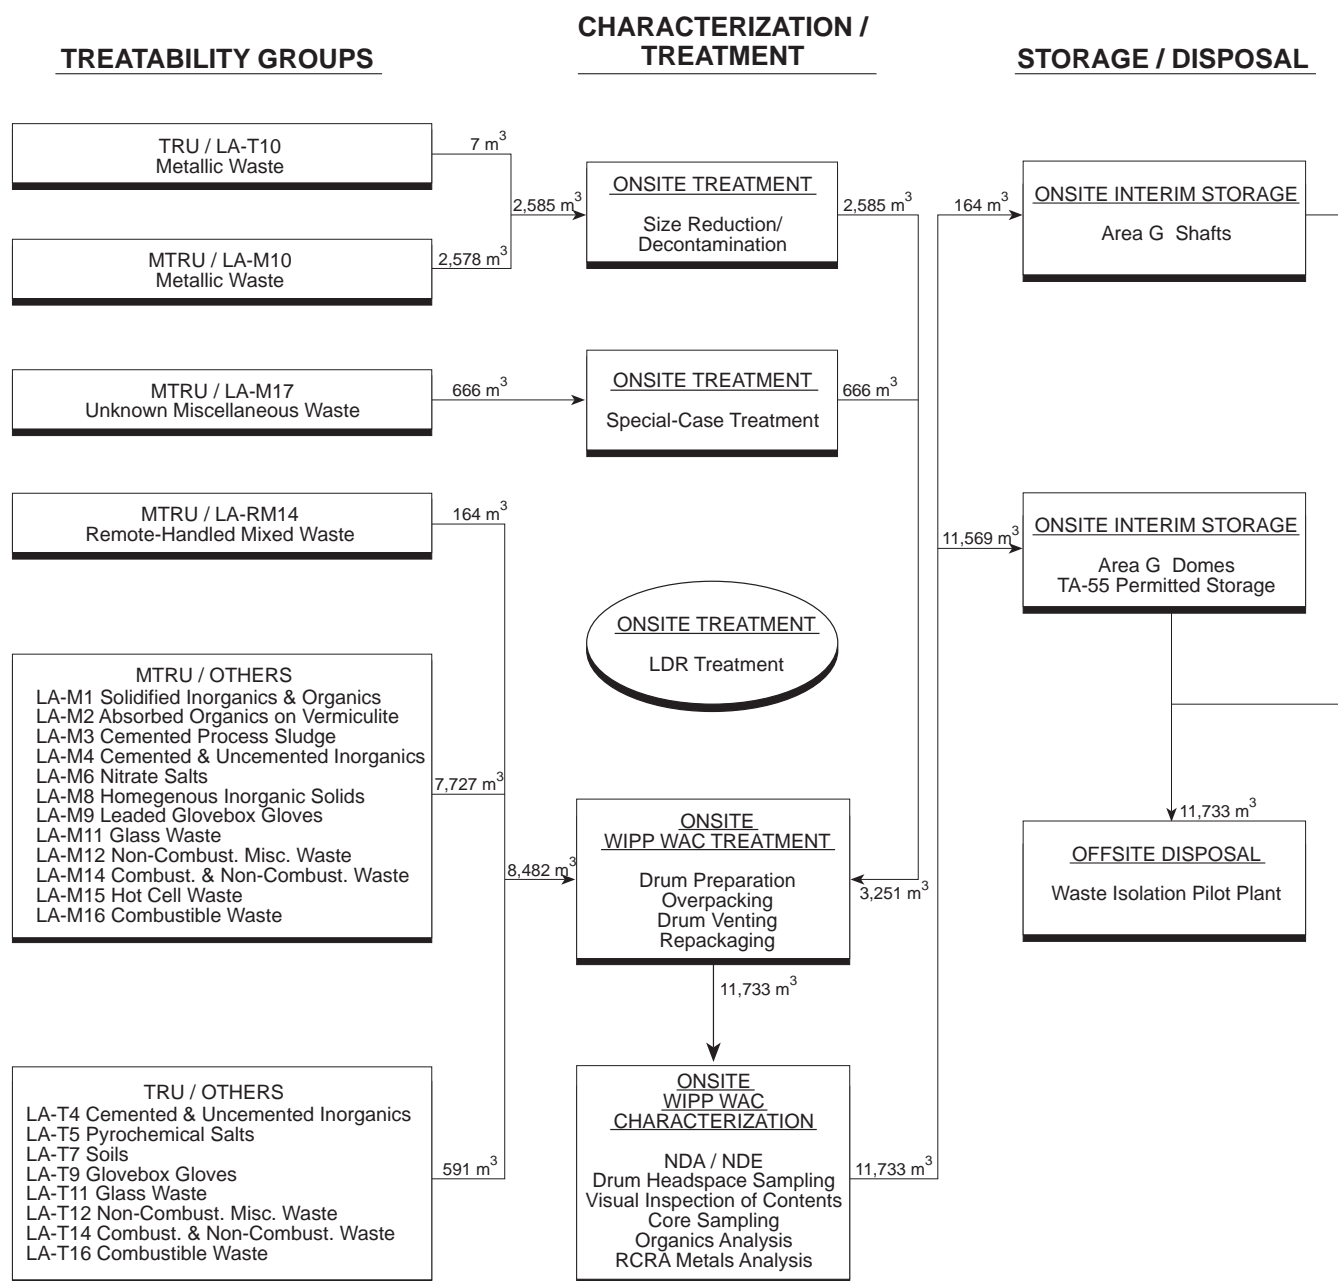 TREATABILITY GROUPS
CHARACTERIZATION /
TREATMENT
STORAGE / DISPOSAL
TRU / LA-T10
Metallic Waste
7 m³
MTRU / LA-M10
Metallic Waste
2,578 m³
2,585 m³
ONSITE TREATMENT
Size Reduction/
Decontamination
2,585 m³
164 m³
ONSITE INTERIM STORAGE
Area G Shafts
MTRU / LA-M17
Unknown Miscellaneous Waste
666 m³
ONSITE TREATMENT
Special-Case Treatment
666 m³
MTRU / LA-RM14
Remote-Handled Mixed Waste
164 m³
11,569 m³
ONSITE INTERIM STORAGE
Area G Domes
TA-55 Permitted Storage
ONSITE TREATMENT
LDR Treatment
MTRU / OTHERS
LA-M1 Solidified Inorganics & Organics
LA-M2 Absorbed Organics on Vermiculite
LA-M3 Cemented Process Sludge
LA-M4 Cemented & Uncemented Inorganics
LA-M6 Nitrate Salts
LA-M8 Homegenous Inorganic Solids
LA-M9 Leaded Glovebox Gloves
LA-M11 Glass Waste
LA-M12 Non-Combust. Misc. Waste
LA-M14 Combust. & Non-Combust. Waste
LA-M15 Hot Cell Waste
LA-M16 Combustible Waste
7,727 m³
8,482 m³
ONSITE
WIPP WAC TREATMENT
Drum Preparation
Overpacking
Drum Venting
Repackaging
3,251 m³
11,733 m³
11,733 m³
OFFSITE DISPOSAL
Waste Isolation Pilot Plant
TRU / OTHERS
LA-T4 Cemented & Uncemented Inorganics
LA-T5 Pyrochemical Salts
LA-T7 Soils
LA-T9 Glovebox Gloves
LA-T11 Glass Waste
LA-T12 Non-Combust. Misc. Waste
LA-T14 Combust. & Non-Combust. Waste
LA-T16 Combustible Waste
591 m³
ONSITE
WIPP WAC
CHARACTERIZATION
NDA / NDE
Drum Headspace Sampling
Visual Inspection of Contents
Core Sampling
Organics Analysis
RCRA Metals Analysis
11,733 m³